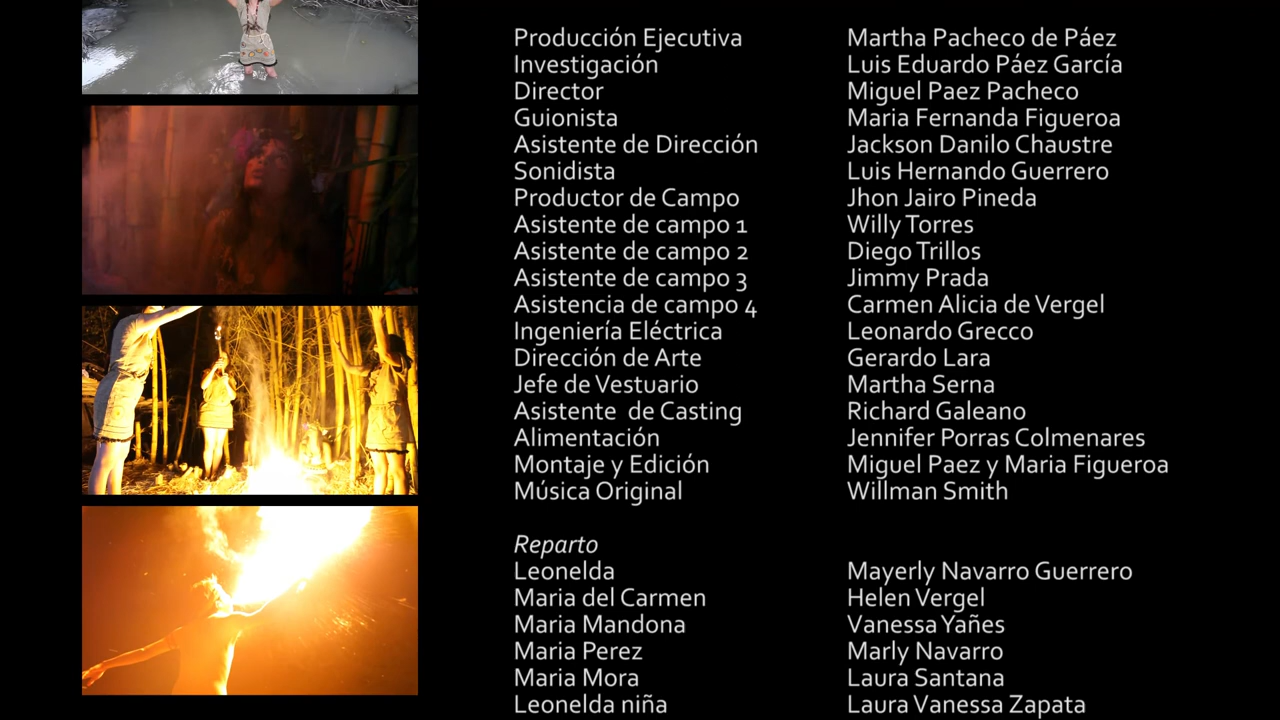 Producción Ejecutiva Martha Pacheco de Páez
Investigación Luis Eduardo Páez García
Director Miguel Paez Pacheco
Guionista Maria Fernanda Figueroa
Asistente de Dirección Jackson Danilo Chaustre
Sonidista Luis Hernando Guerrero
Productor de Campo Jhon Jairo Pineda
Asistente de campo 1 Willy Torres
Asistente de campo 2 Diego Trillos
Asistente de campo 3 Jimmy Prada
Asistencia de campo 4 Carmen Alicia de Vergel
Ingeniería Eléctrica Leonardo Grecco
Dirección de Arte Gerardo Lara
Jefe de Vestuario Martha Serna
Asistente de Casting Richard Galeano
Alimentación Jennifer Porras Colmenares
Montaje y Edición Miguel Paez y Maria Figueroa
Música Original Willman Smith
Reparto
Leonelda Mayerly Navarro Guerrero
Maria del Carmen Helen Vergel
Maria Mandona Vanessa Yañes
Maria Perez Marly Navarro
Maria Mora Laura Santana
Leonelda niña Laura Vanessa Zapata